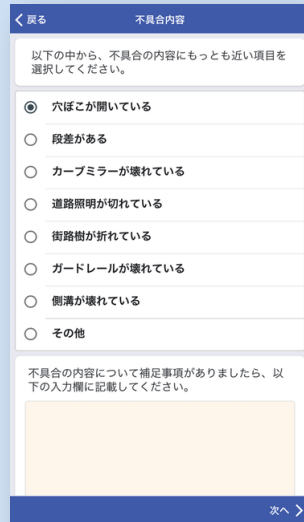 戻る
不具合内容
以下の中から、不具合の内容にもっとも近い項目を
選択してください。
穴ぼこが開いている
段差がある
カーブミラーが壊れている
道路照明が切れている
街路樹が折れている
ガードレールが壊れている
側溝が壊れている
その他
不具合の内容について補足事項がありましたら、以
下の入力欄に記載してください。
次へ